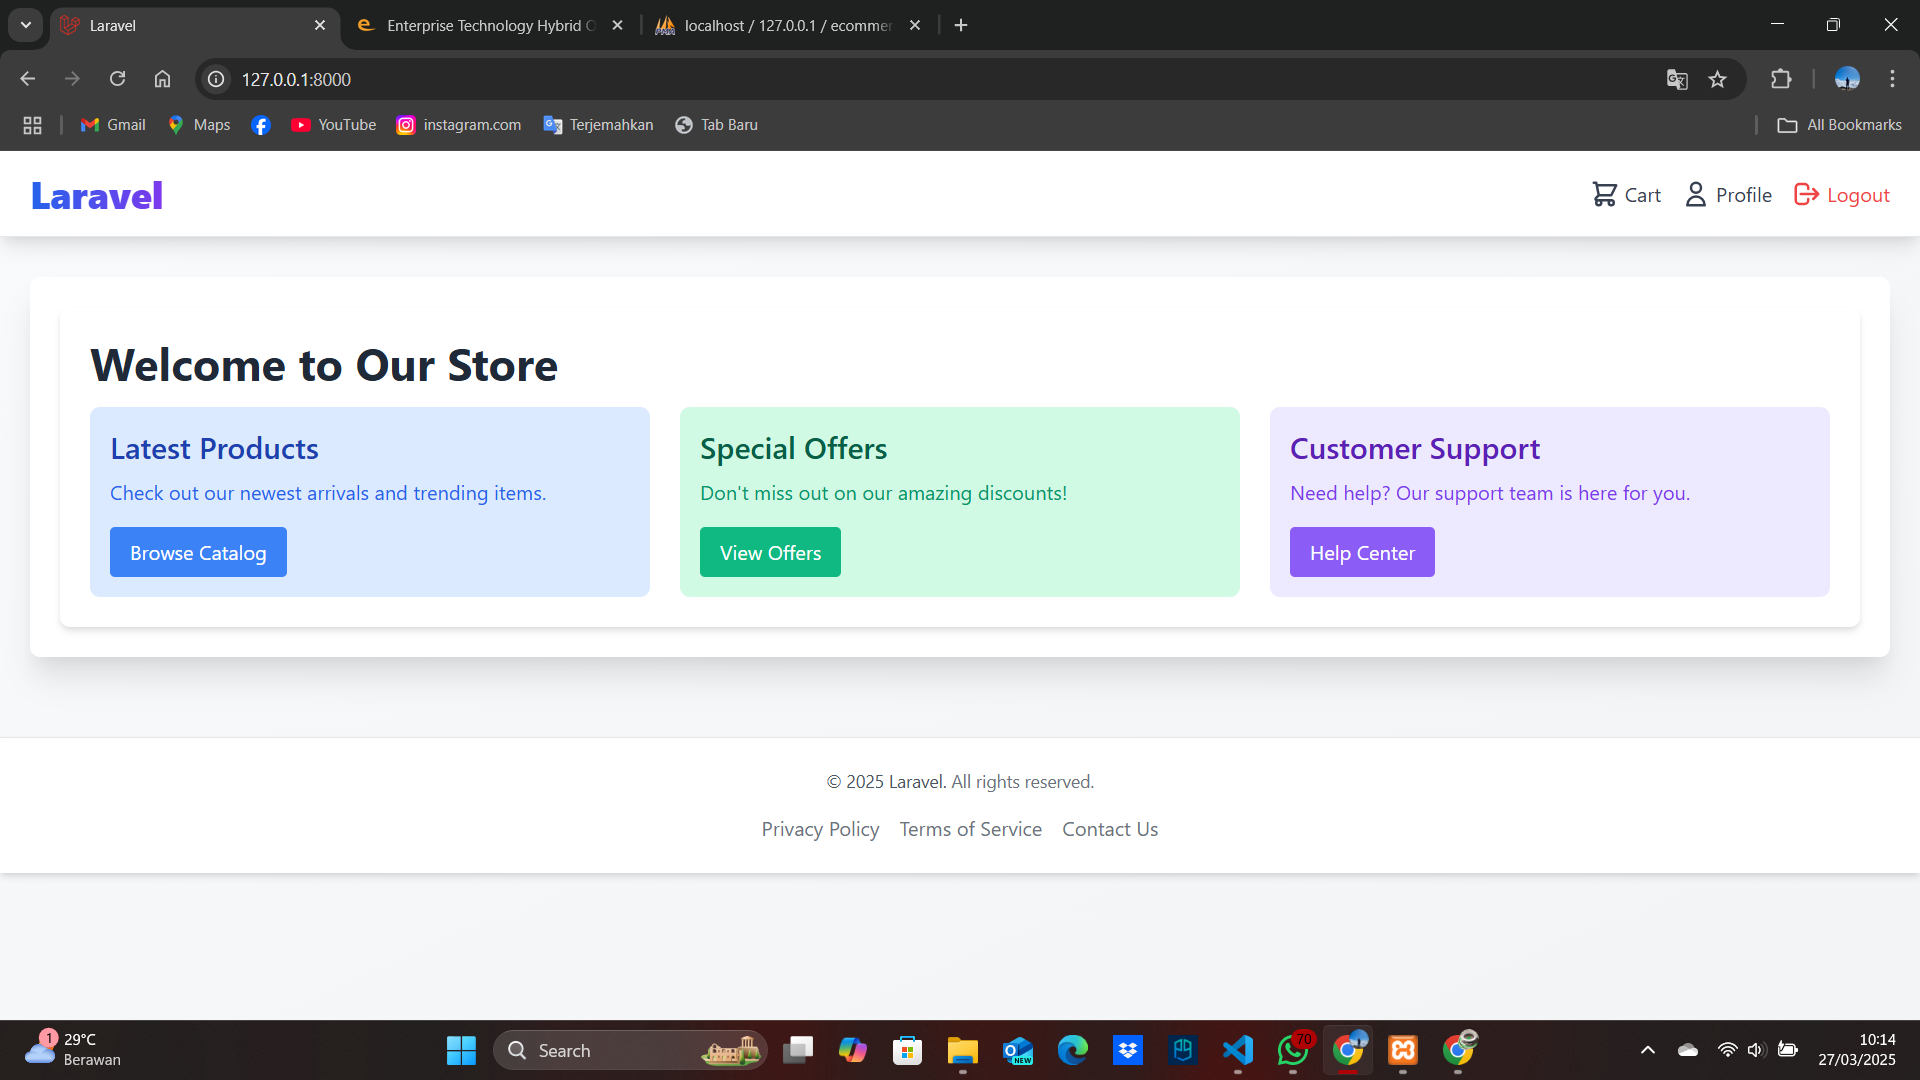 Laravel
Enterprise Technology Hybrid
localhost / 127.0.0.1 / ecommer
127.0.0.1:8000
Gmail
Maps
YouTube
instagram.com
Terjemahkan
Tab Baru
All Bookmarks
Laravel
Cart
Profile
Logout
Welcome to Our Store
Latest Products
Check out our newest arrivals and trending items.
Browse Catalog
Special Offers
Don't miss out on our amazing discounts!
View Offers
Customer Support
Need help? Our support team is here for you.
Help Center
© 2025 Laravel. All rights reserved.
Privacy Policy Terms of Service Contact Us
1
29°C
Berawan
Search
NEW
70
10:14
27/03/2025